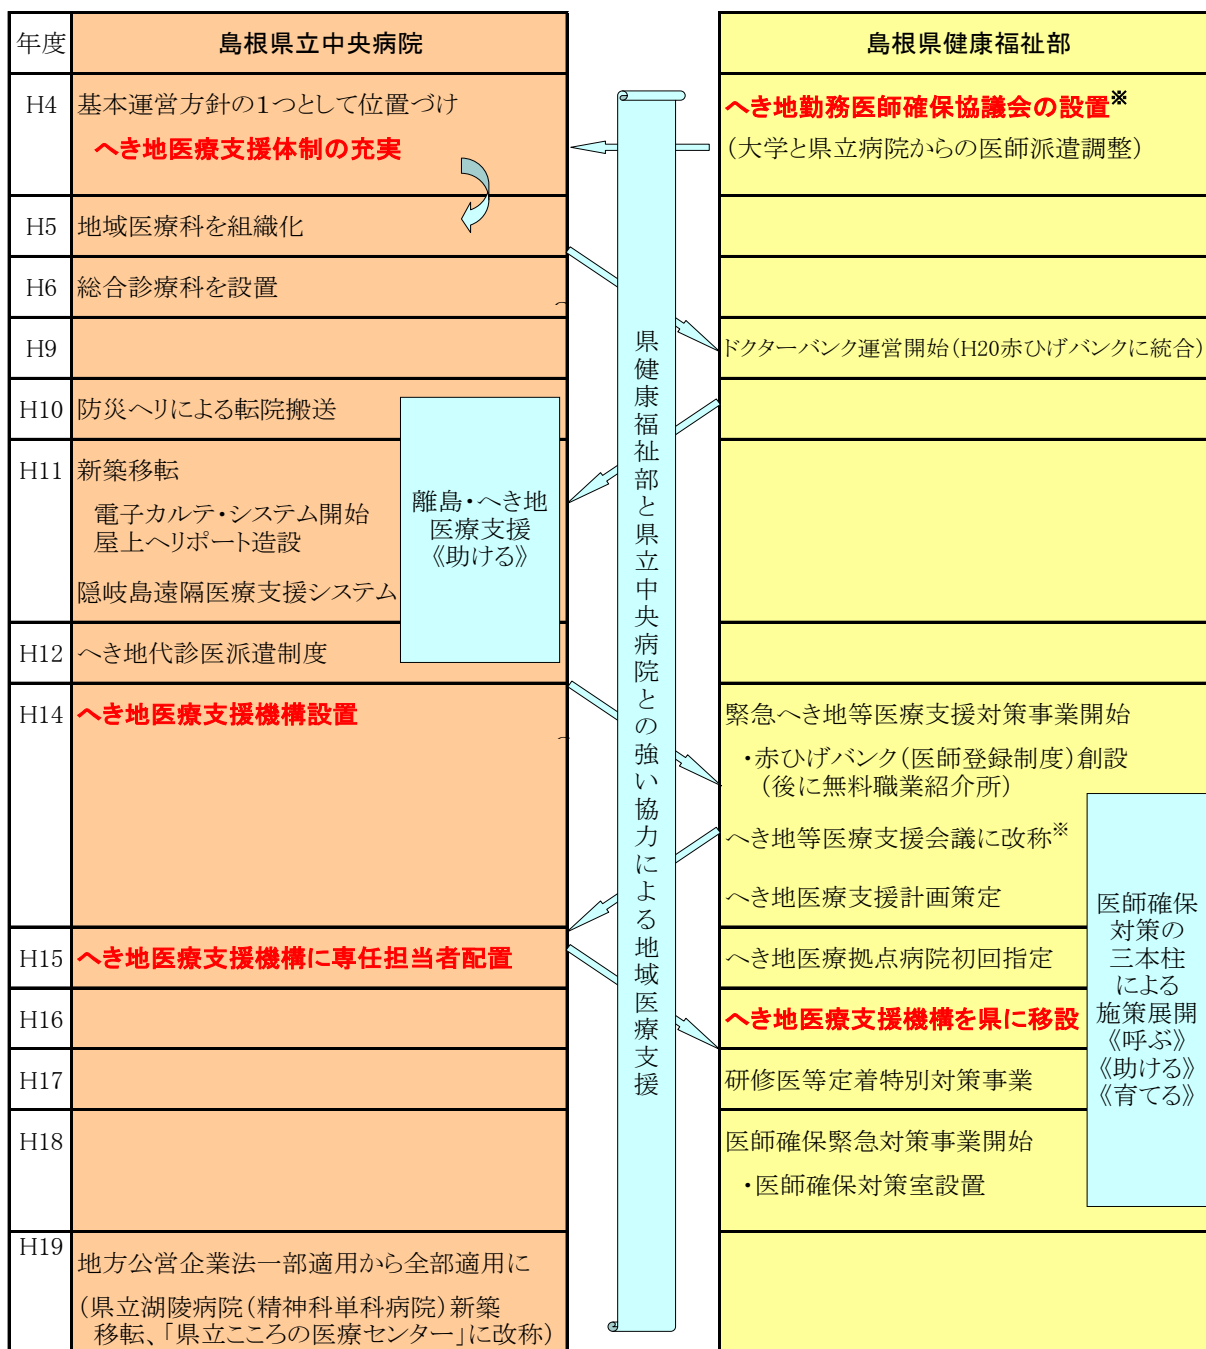 年度
島根県立中央病院
島根県健康福祉部
H4
基本運営方針の１つとして位置づけ
へき地医療支援体制の充実
へき地勤務医師確保協議会の設置※
（大学と県立病院からの医師派遣調整）
H5
地域医療科を組織化
H6
総合診療科を設置
H9
ドクターバンク運営開始（H20赤ひげバンクに統合）
H10
防災ヘリによる転院搬送
H11
新築移転
電子カルテ・システム開始
屋上ヘリポート造設
隠岐島遠隔医療支援システム
離島・へき地
医療支援
《助ける》
H12
へき地代診医派遣制度
県健康福祉部と県立中央病院との強い協力による地域医療支援
H14
へき地医療支援機構設置
緊急へき地等医療支援対策事業開始
・赤ひげバンク（医師登録制度）創設
（後に無料職業紹介所）
へき地等医療支援会議に改称※
へき地医療支援計画策定
H15
へき地医療支援機構に専任担当者配置
へき地医療拠点病院初回指定
H16
へき地医療支援機構を県に移設
H17
研修医等定着特別対策事業
H18
医師確保緊急対策事業開始
・医師確保対策室設置
医師確保
対策の
三本柱
による
施策展開
《呼ぶ》
《助ける》
《育てる》
H19
地方公営企業法一部適用から全部適用に
（県立湖陵病院（精神科単科病院）新築
移転、「県立こころの医療センター」に改称）